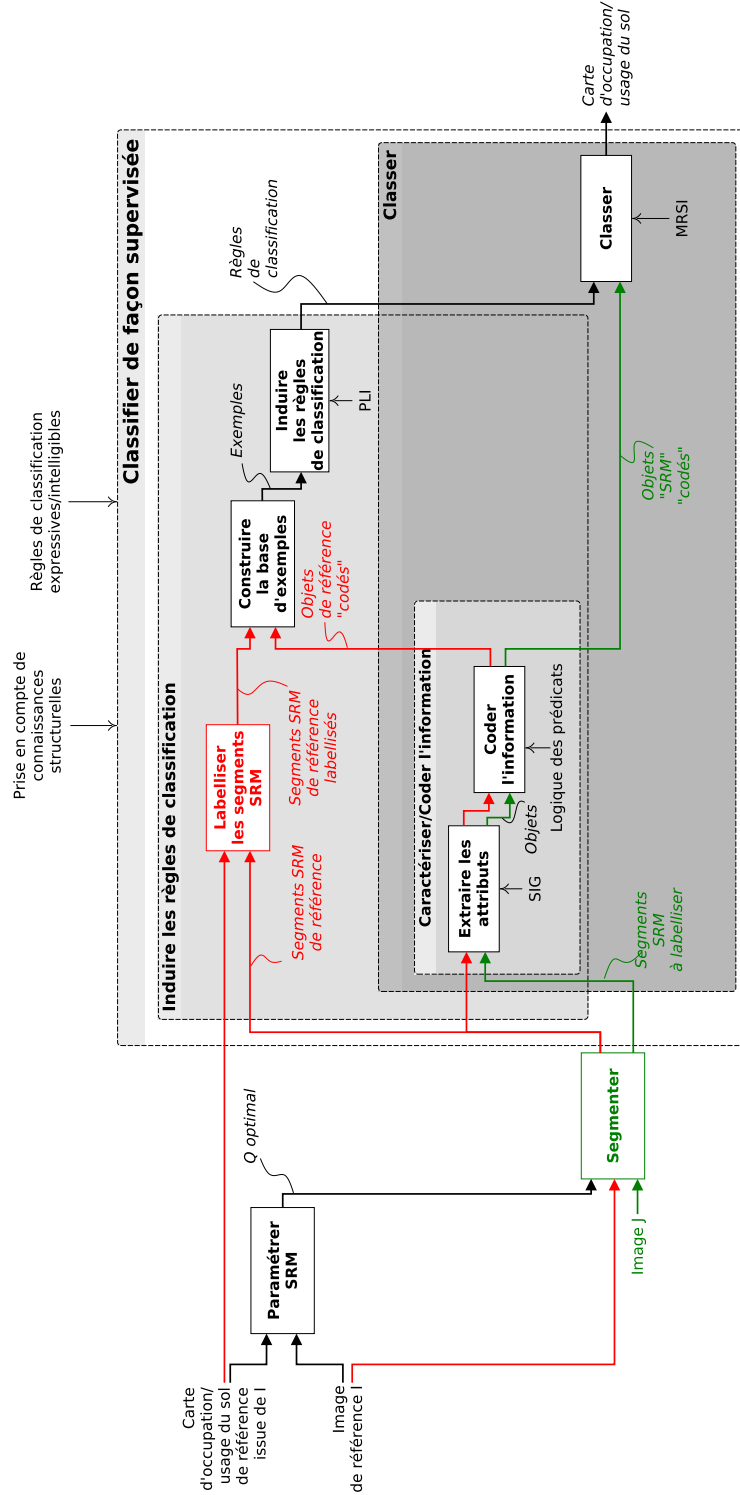 Prise en compte de
connaissances
structurelles
Règles de classification
expressives/intelligibles
Classifier de façon supervisée
Induire les règles de classification
Carte
d'occupation/
usage du sol
de référence
issue de I
Image
de référence I
Paramétrer
SRM
Q optimal
Image J
Segmenter
Segments SRM
de référence
Labelliser
les segments
SRM
Segments SRM
de référence
labellisés
Construire
la base
d'exemples
Exemples
Induire
les règles
de classification
PLI
Règles
de
classification
Objets
de référence
"codés"
Classer
Caractériser/Coder l'information
Extraire les
attributs
SIG
Objets
Coder
l'information
Logique des prédicats
Segments
SRM
à labelliser
Objets
"SRM"
"codés"
Classer
MRSI
Carte
d'occupation/
usage du sol